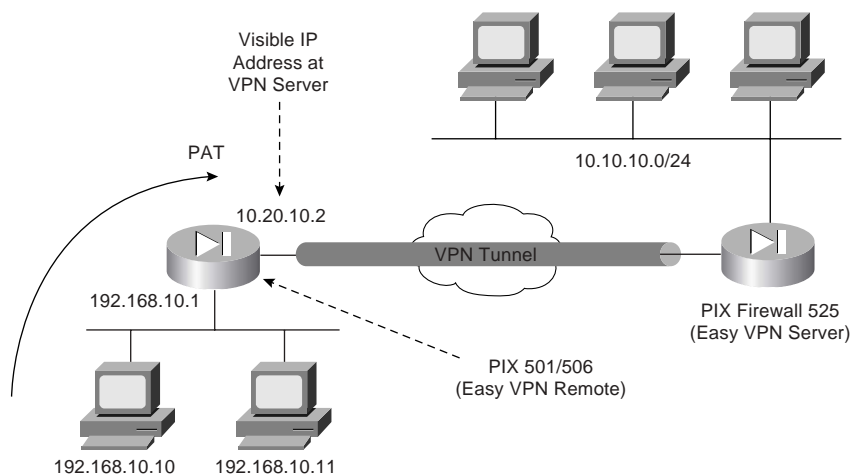 Visible IP
Address at
VPN Server
PAT
10.10.10.0/24
10.20.10.2
VPN Tunnel
192.168.10.1
PIX Firewall 525
(Easy VPN Server)
PIX 501/506
(Easy VPN Remote)
192.168.10.10
192.168.10.11